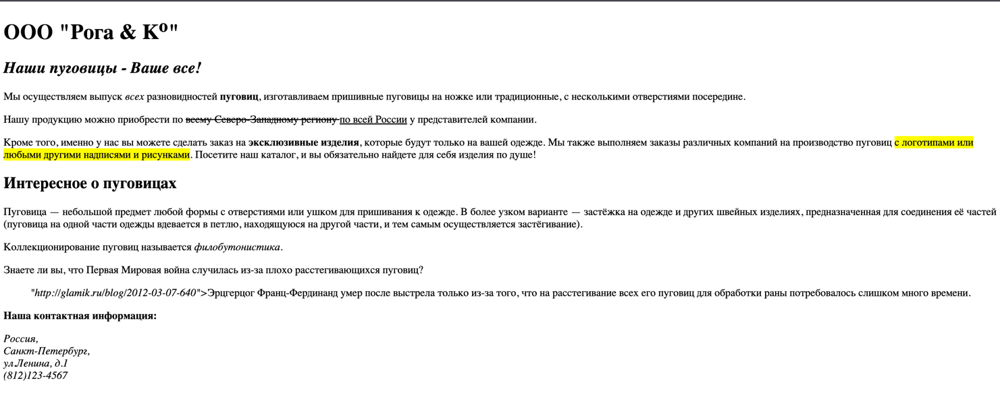 ООО "Рога & Kº"
Наши пуговицы - Ваше все!
Мы осуществляем выпуск всех разновидностей пуговиц, изготавливаем пришивные пуговицы на ножке или традиционные, с несколькими отверстиями посередине.
Нашу продукцию можно приобрести по всему Северо-Западному региону по всей России у представителей компании.
Кроме того, именно у нас вы можете сделать заказ на эксклюзивные изделия, которые будут только на вашей одежде. Мы также выполняем заказы различных компаний на производство пуговиц с логотипами или
любыми другими надписями и рисунками. Посетите наш каталог, и вы обязательно найдете для себя изделия по душе!
Интересное о пуговицах
Пуговица — небольшой предмет любой формы с отверстиями или ушком для пришивания к одежде. В более узком варианте — застёжка на одежде и других швейных изделиях, предназначенная для соединения её частей
(пуговица на одной части одежды вдевается в петлю, находящуюся на другой части, и тем самым осуществляется застёгивание).
Коллекционирование пуговиц называется филобутонистика.
Знаете ли вы, что Первая Мировая война случилась из-за плохо расстегивающихся пуговиц?
"http://glamik.ru/blog/2012-03-07-640">Эрцгерцог Франц-Фердинанд умер после выстрела только из-за того, что на расстегивание всех его пуговиц для обработки раны потребовалось слишком много времени.
Наша контактная информация:
Россия,
Санкт-Петербург,
ул.Ленина, д.1
(812)123-4567